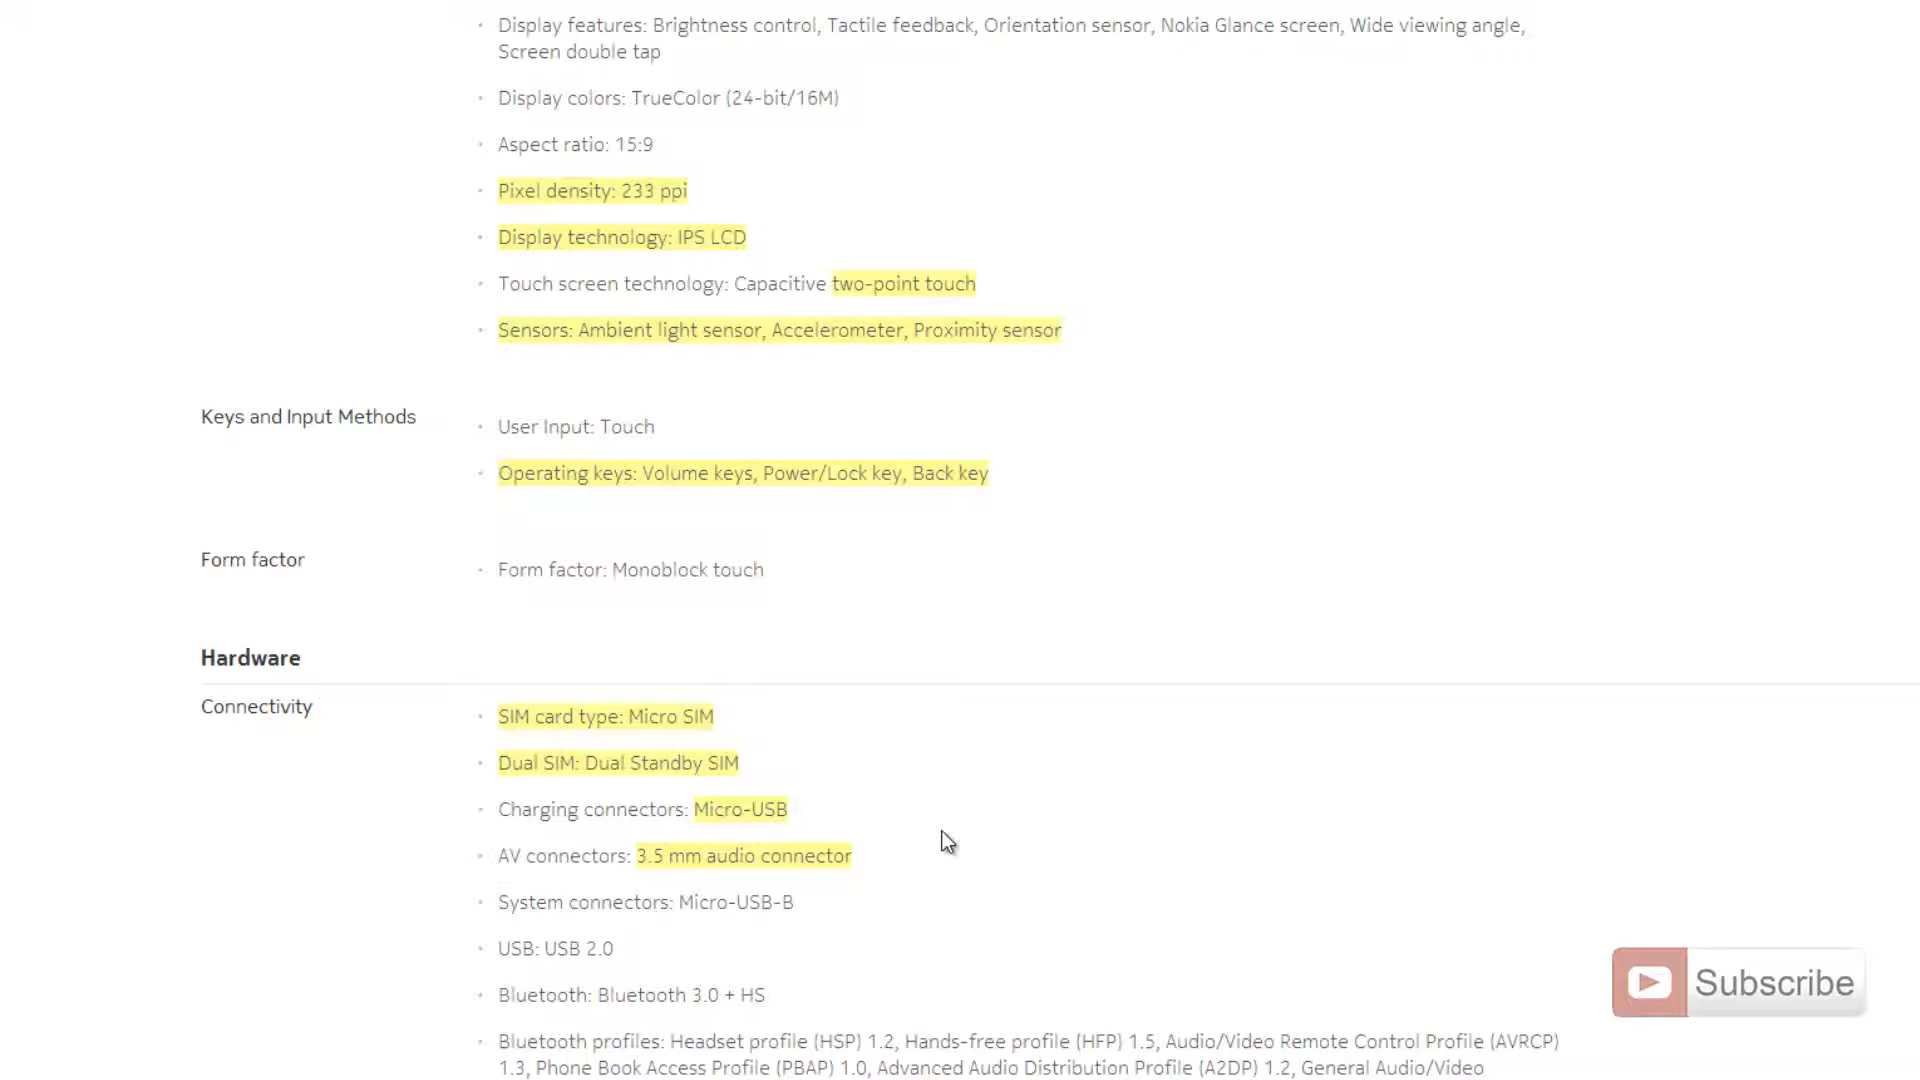 Display features: Brightness control, Tactile feedback, Orientation sensor, Nokia Glance screen, Wide viewing angle,
Screen double tap
Display colors: TrueColor (24-bit/16M)
Aspect ratio: 15:9
Pixel density: 233 ppi
Display technology: IPS LCD
Touch screen technology: Capacitive two-point touch
Sensors: Ambient light sensor, Accelerometer, Proximity sensor
Keys and Input Methods
User Input: Touch
Operating keys: Volume keys, Power/Lock key, Back key
Form factor
Form factor: Monoblock touch
Hardware
Connectivity
SIM card type: Micro SIM
Dual SIM: Dual Standby SIM
Charging connectors: Micro-USB
AV connectors: 3.5 mm audio connector
System connectors: Micro-USB-B
USB: USB 2.0
Bluetooth: Bluetooth 3.0 + HS
Bluetooth profiles: Headset profile (HSP) 1.2, Hands-free profile (HFP) 1.5, Audio/Video Remote Control Profile (AVRCP)
1.3, Phone Book Access Profile (PBAP) 1.0, Advanced Audio Distribution Profile (A2DP) 1.2, General Audio/Video
Subscribe